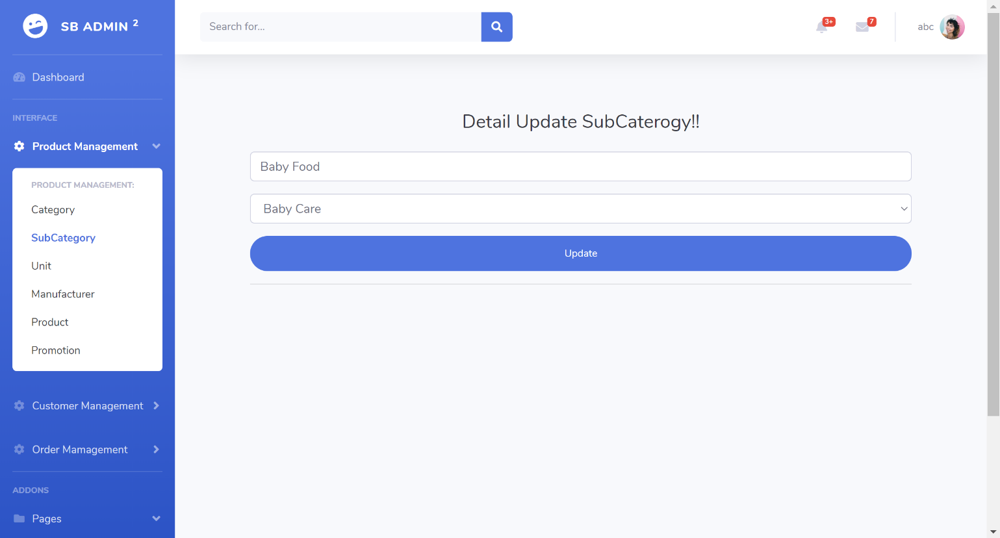 SB ADMIN 2
Search for...
3+
7
abc
Dashboard
INTERFACE
Product Management
PRODUCT MANAGEMENT:
Category
SubCategory
Unit
Manufacturer
Product
Promotion
Customer Management
Order Mamagement
ADDONS
Pages
Detail Update SubCaterogy!!
Baby Food
Baby Care
Update